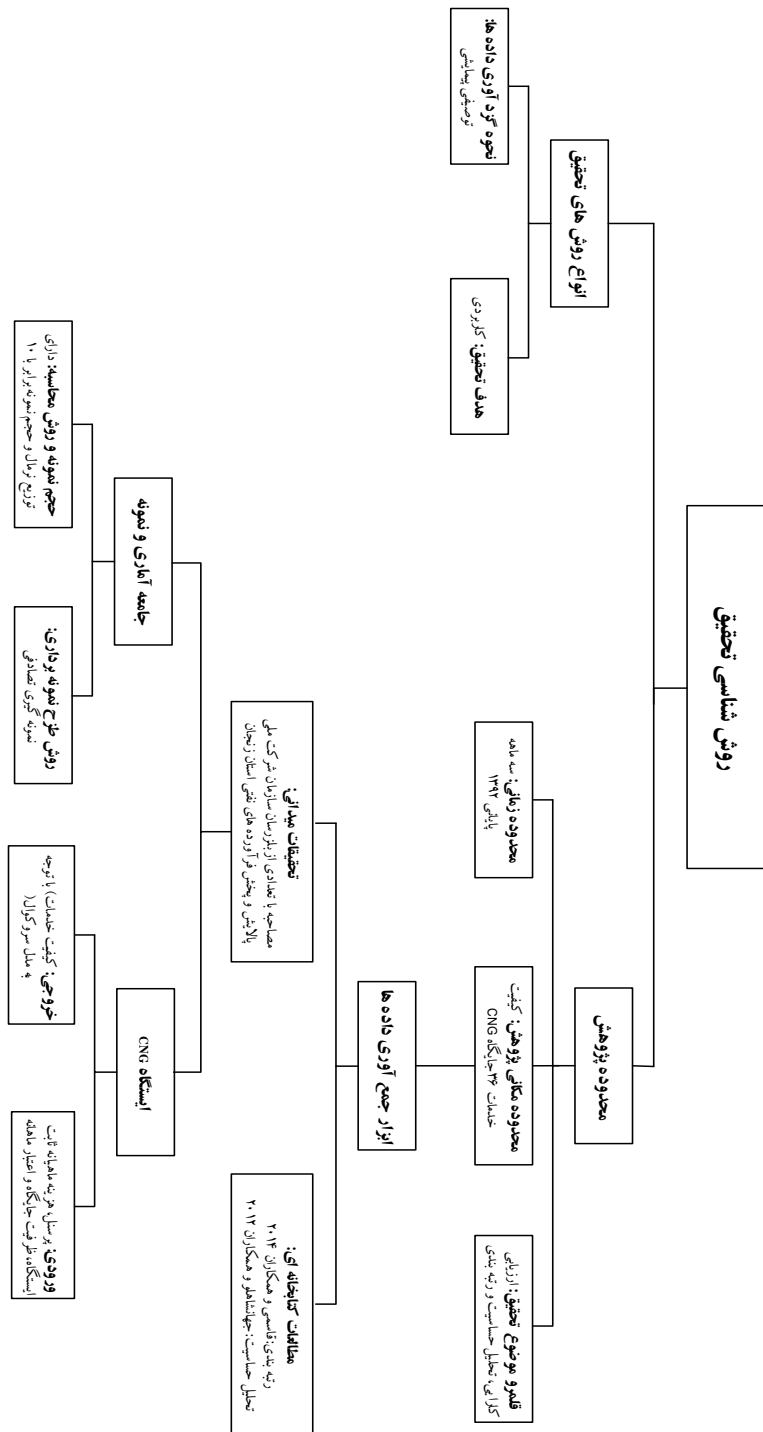 روش شناسی تحقیق
انواع روش های تحقیق
محدوده پژوهش
نحوه گرد آوری داده ها:
توصیفی پیمایشی
هدف تحقیق: کاربردی
محدوده زمانی: سه ماهه
پایانی ۱۳۹۲
محدوده مکانی پژوهش: کیفیت
خدمات ۳۶جایگاه CNG
قلمرو موضوع تحقیق: ارزیابی
کارایی، تحلیل حساسیت و رتبه بندی
ابزار جمع آوری داده ها
تحقیقات میدانی:
مصاحبه با تعدادی از بازرسان سازمان شرکت ملی
پالایش و پخش فرآورده های نفتی استان زنجان
مطالعات کتابخانه ای:
رتبه بندی:قاسمی و همکاران ۲۰۱۴
تحلیل حساسیت: جهانشاهلو و همکاران ۲۰۱۲
جامعه آماری و نمونه
ایستگاه CNG
حجم نمونه و روش محاسبه: دارای
توزیع نرمال و حجم نمونه برابر با ۱۰
روش طرح نمونه برداری:
نمونه گیری تصادفی
خروجی: کیفیت خدمات) با توجه
به مدل سروکوال(
ورودی: پرسنل، هزینه ماهیانه ثابت
ایستگاه، ظرفیت جایگاه و اعتبار ماهانه